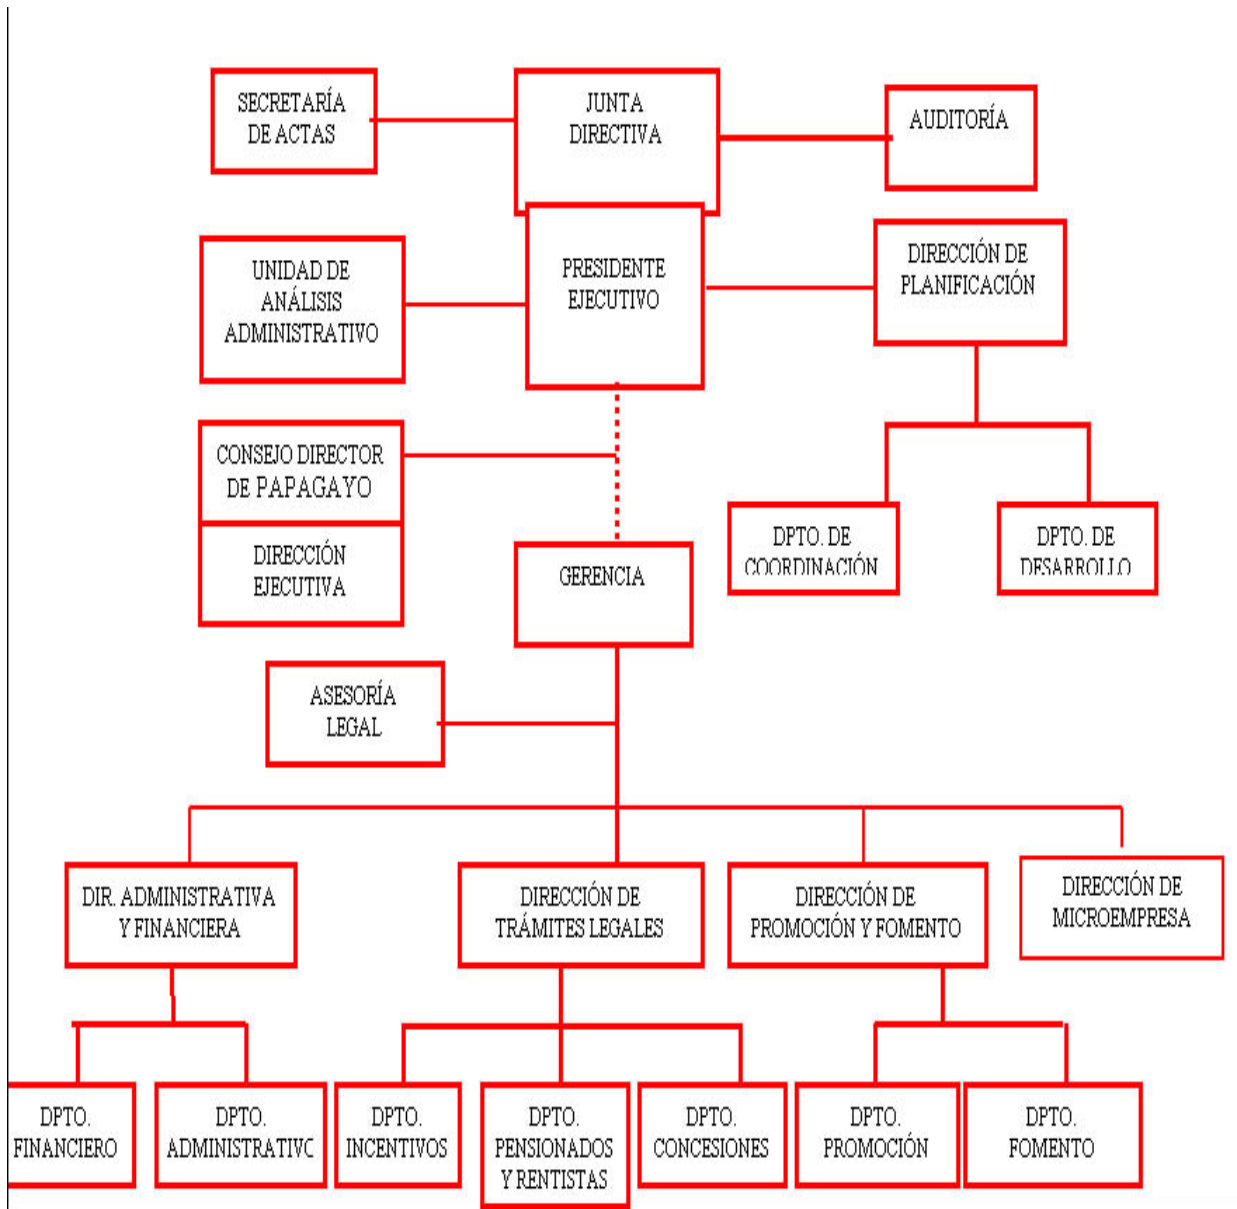 SECRETARÍA
DE ACTAS
JUNTA
DIRECTIVA
AUDITORÍA
UNIDAD DE
ANÁLISIS
ADMINISTRATIVO
PRESIDENTE
EJECUTIVO
DIRECCIÓN DE
PLANIFICACIÓN
CONSEJO DIRECTOR
DE PAPAGAYO
DIRECCIÓN
EJECUTIVA
GERENCIA
DPTO. DE
COORDINACIÓN
DPTO. DE
DESARROLLO
ASESORÍA
LEGAL
DIR. ADMINISTRATIVA
Y FINANCIERA
DIRECCIÓN DE
TRÁMITES LEGALES
DIRECCIÓN DE
PROMOCIÓN Y FOMENTO
DIRECCIÓN DE
MICROEMPRESA
DPTO.
FINANCIERO
DPTO.
ADMINISTRATIVO
DPTO.
INCENTIVOS
DPTO.
PENSIONADOS
Y RENTISTAS
DPTO.
CONCESIONES
DPTO.
PROMOCIÓN
DPTO.
FOMENTO